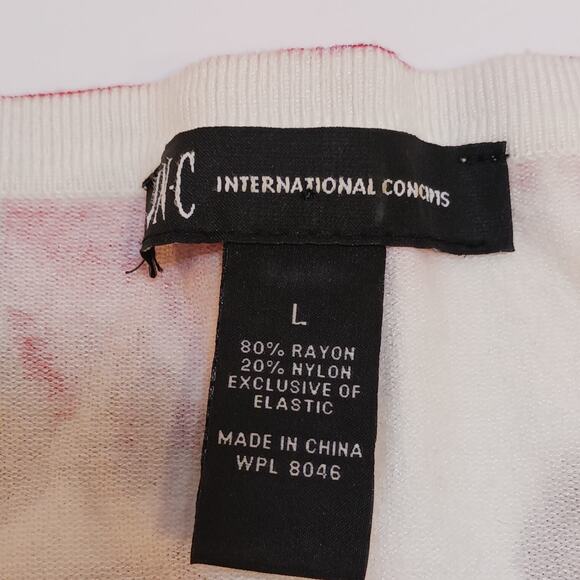 INTERNATIONAL CONCEPTS
L
80% RAYON
20% NYLON
EXCLUSIVE OF
ELASTIC
MADE IN CHINA
WPL 8046